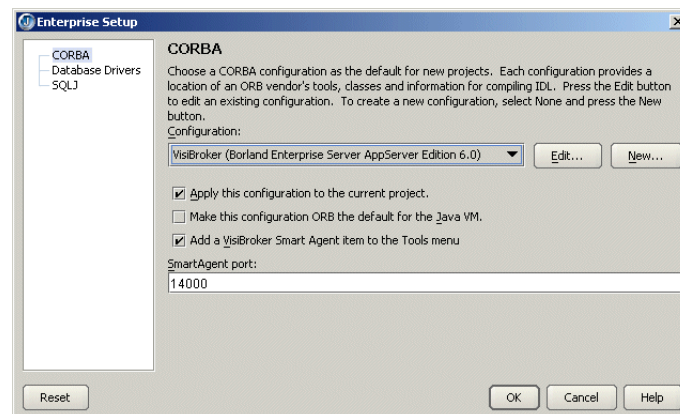 Enterprise Setup
CORBA
Database Drivers
SQLJ
CORBA
Choose a CORBA configuration as the default for new projects. Each configuration provides a
location of an ORB vendor's tools, classes and information for compiling IDL. Press the Edit button
to edit an existing configuration. To create a new configuration, select None and press the New
button.
Configuration:
VisiBroker (Borland Enterprise Server AppServer Edition 6.0)
Edit...
New...
Apply this configuration to the current project.
Make this configuration ORB the default for the Java VM.
Add a VisiBroker Smart Agent item to the Tools menu
SmartAgent port:
14000
Reset
OK
Cancel
Help